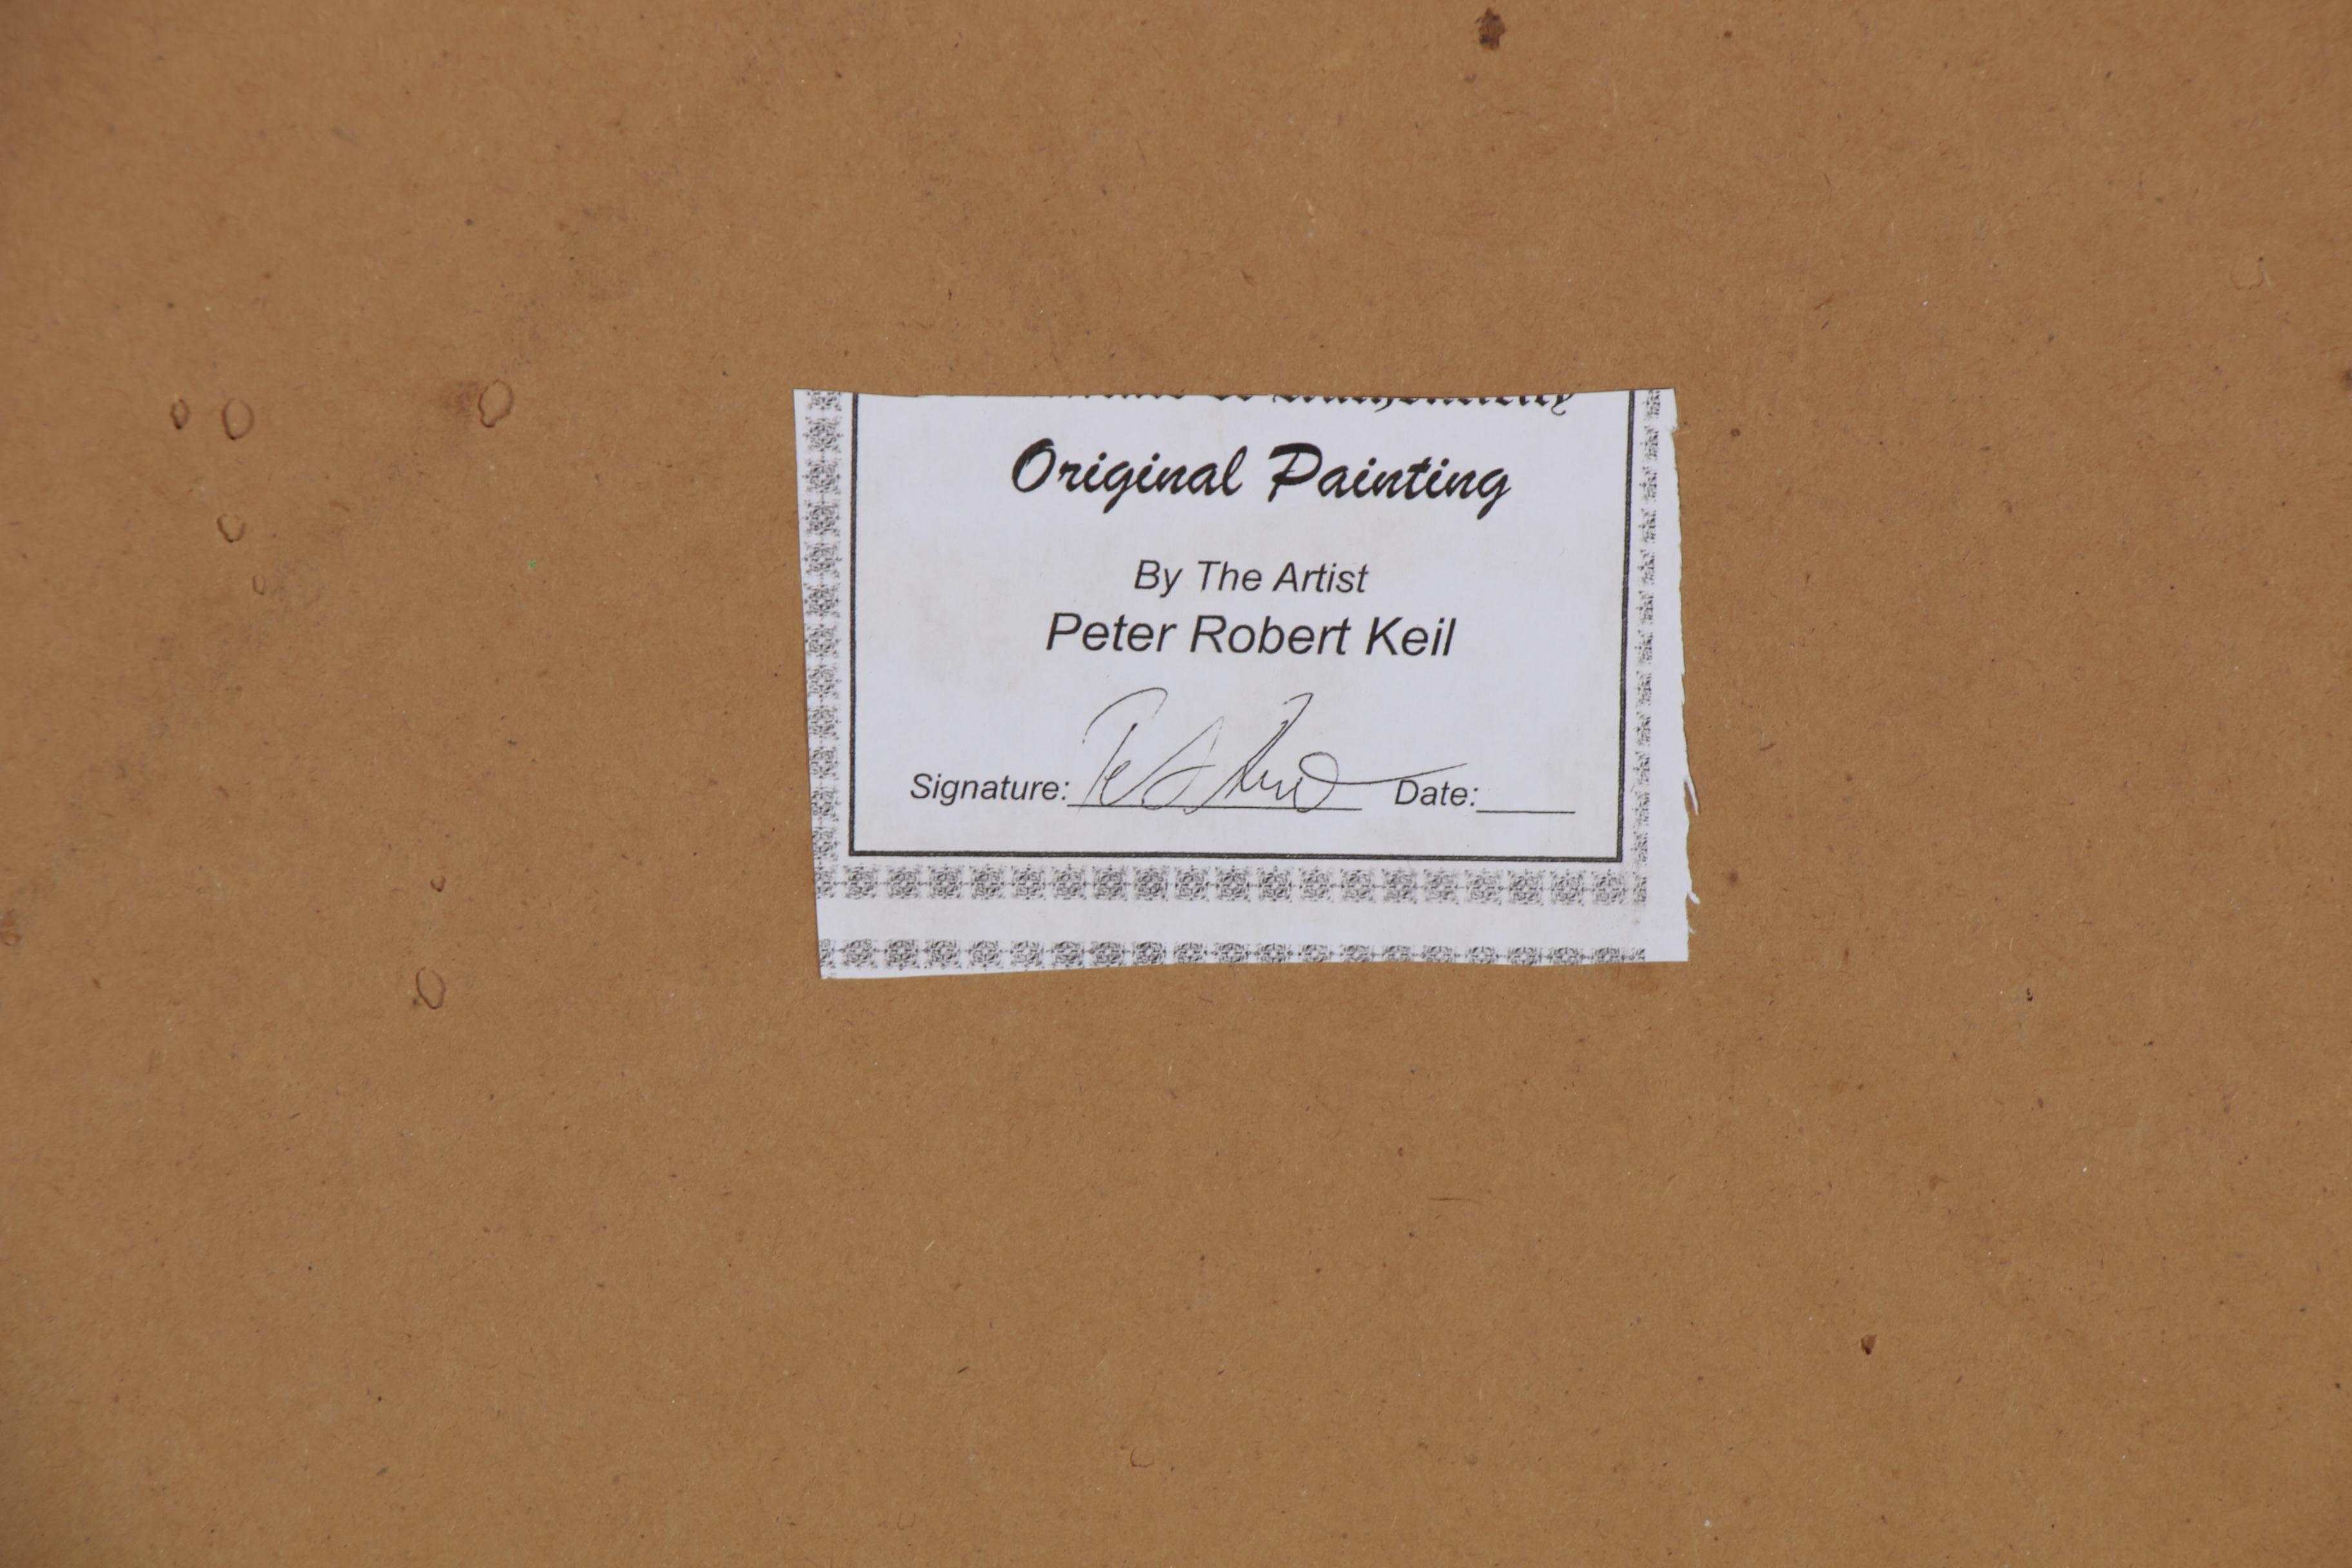 Original Painting
By The Artist
Peter Robert Keil
Signature: Date: